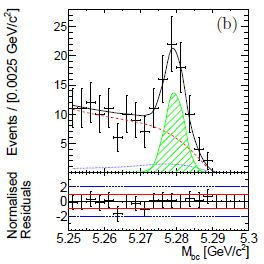 (b)
Events / [0.0025 GeV/c²]
25
20
15
10
5
Normalised
Residuals
2
0
-2
5.25 5.26 5.27 5.28 5.29 5.3
M_bc [GeV/c²]